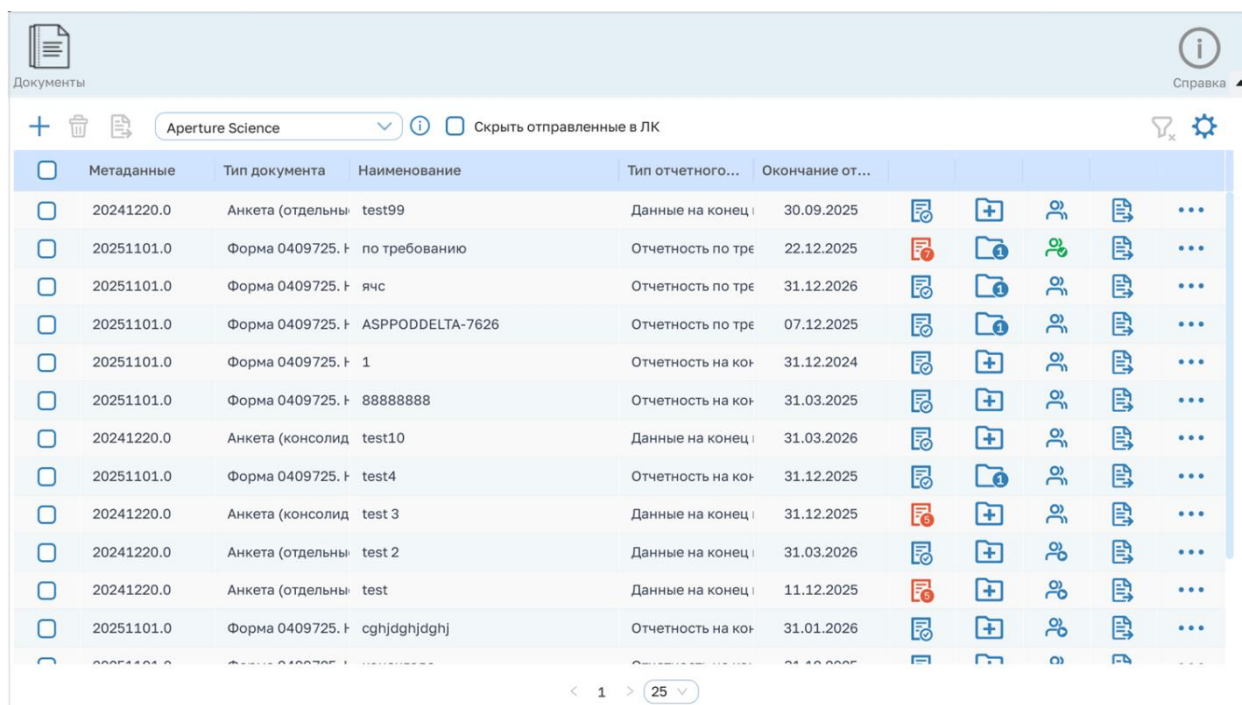 Документы
Справка
Aperture Science
Скрыть отправленные в ЛК
Метаданные Тип документа Наименование Тип отчетного... Окончание от...
20241220.0 Анкета (отдельны test99 Данные на конец 30.09.2025
20251101.0 Форма 0409725. Н по требованию Отчетность по тре 22.12.2025 7 1
20251101.0 Форма 0409725. Н ячс Отчетность по тре 31.12.2026 1
20251101.0 Форма 0409725. Н ASPPODDELTA-7626 Отчетность по тре 07.12.2025 1
20251101.0 Форма 0409725. Н 1 Отчетность на кон 31.12.2024
20251101.0 Форма 0409725. Н 88888888 Отчетность на кон 31.03.2025
20241220.0 Анкета (консолид test10 Данные на конец 31.03.2026
20251101.0 Форма 0409725. Н test4 Отчетность на кон 31.12.2025 1
20241220.0 Анкета (консолид test 3 Данные на конец 31.12.2025 5
20241220.0 Анкета (отдельны test 2 Данные на конец 31.03.2026
20241220.0 Анкета (отдельны test Данные на конец 11.12.2025 5
20251101.0 Форма 0409725. Н cghjdghjdghj Отчетность на кон 31.01.2026
< 1 > 25